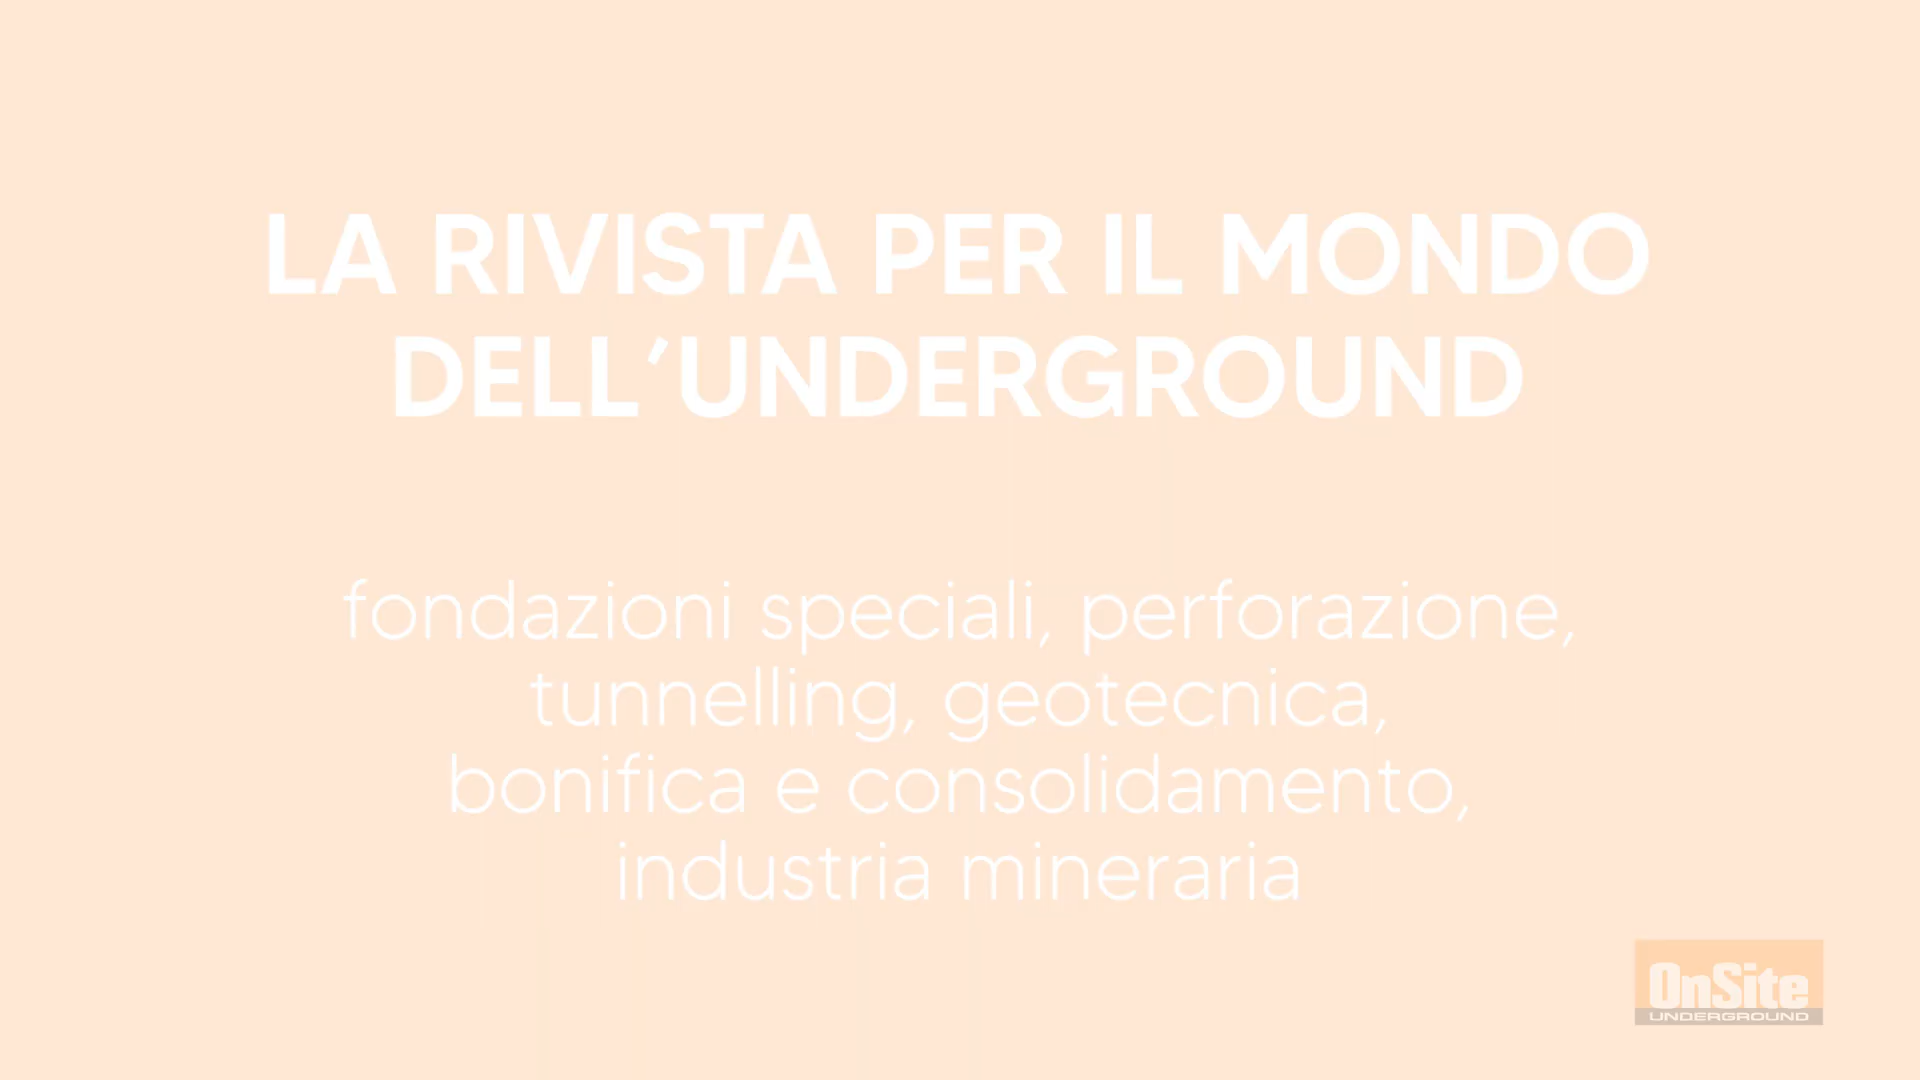 LA RIVISTA PER IL MONDO
DELL'UNDERGROUND
fondazioni speciali, perforazione,
tunnelling, geotecnica,
bonifica e consolidamento,
industria mineraria
OnSite
UNDERGROUND